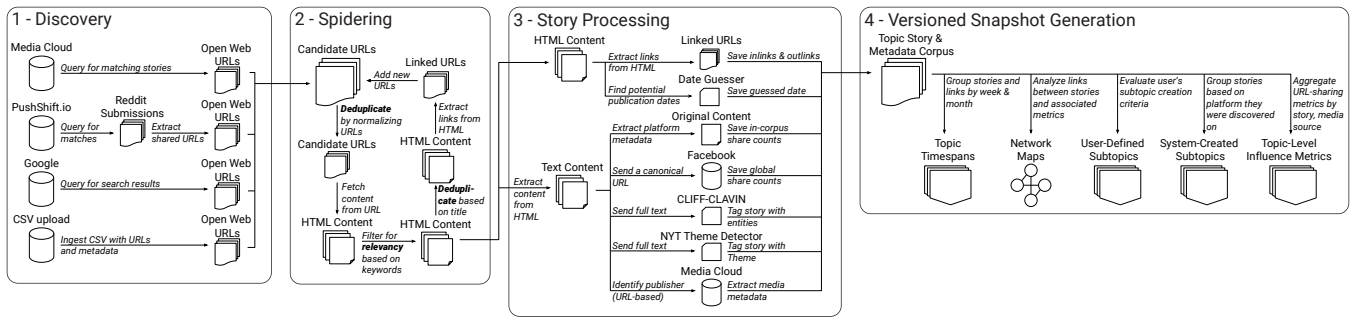 1 - Discovery
Media Cloud
Query for matching stories
Open Web
URLs
PushShift.io
Query for
matches
Reddit
Submissions
Extract
shared URLs
Open Web
URLs
Google
Query for search results
Open Web
URLs
CSV upload
Ingest CSV with URLs
and metadata
Open Web
URLs
2 - Spidering
Candidate URLs
Linked URLs
Add new
URLs
Deduplicate
by normalizing
URLs
Extract
links from
HTML
Candidate URLs
HTML Content
Fetch
content
from URL
Dedupli-
cate based
on title
HTML Content
Filter for
relevancy
based on
keywords
HTML Content
3 - Story Processing
HTML Content
Extract links
from HTML
Linked URLs
Save inlinks & outlinks
Find potential
publication dates
Date Guesser
Save guessed date
Extract
content
from
HTML
Text Content
Extract platform
metadata
Original Content
Save in-corpus
share counts
Send a canonical
URL
Facebook
Save global
share counts
Send full text
CLIFF-CLAVIN
Tag story with
entities
Send full text
NYT Theme Detector
Tag story with
Theme
Identify publisher
(URL-based)
Media Cloud
Extract media
metadata
4 - Versioned Snapshot Generation
Topic Story &
Metadata Corpus
Group stories and
links by week &
month
Analyze links
between stories
and associated
metrics
Evaluate user's
subtopic creation
criteria
Group stories
based on
platform they
were discovered
on
Aggregate
URL-sharing
metrics by
story, media
source
Topic
Timespans
Network
Maps
User-Defined
Subtopics
System-Created
Subtopics
Topic-Level
Influence Metrics